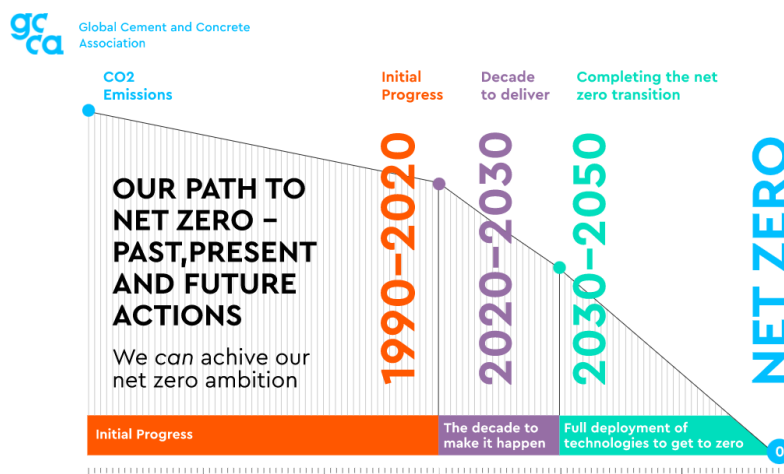 gc
ca
Global Cement and Concrete
Association
CO2
Emissions
Initial
Progress
Decade
to deliver
Completing the net
zero transition
OUR PATH TO
NET ZERO –
PAST,PRESENT
AND FUTURE
ACTIONS
We can achive our
net zero ambition
1990–2020
2020–2030
2030–2050
NET ZERO
Initial Progress
The decade to
make it happen
Full deployment of
technologies to get to zero